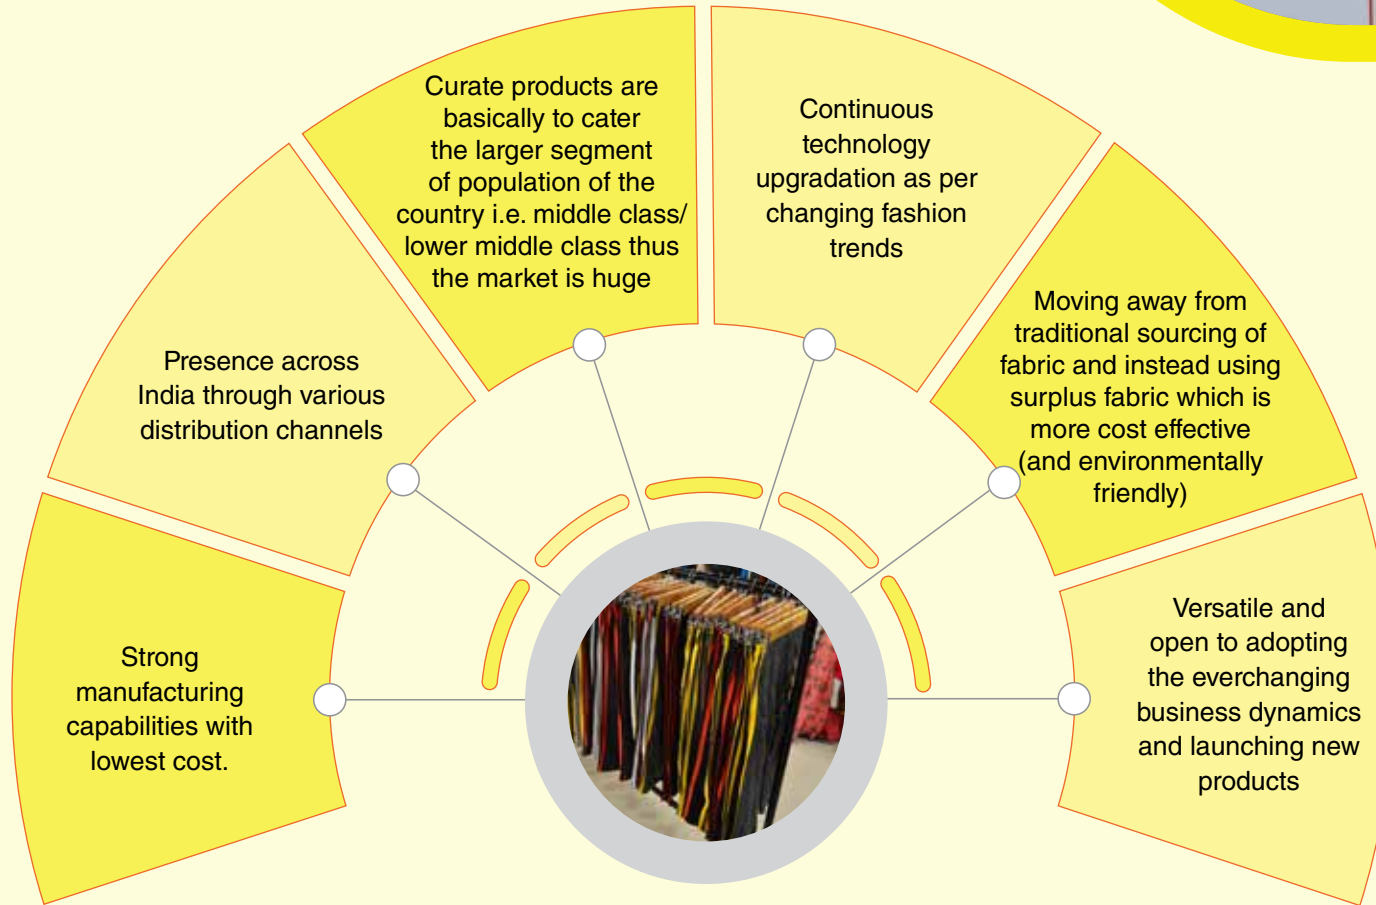 Strong
manufacturing
capabilities with
lowest cost.
Presence across
India through various
distribution channels
Curate products are
basically to cater
the larger segment
of population of the
country i.e. middle class/
lower middle class thus
the market is huge
Continuous
technology
upgradation as per
changing fashion
trends
Moving away from
traditional sourcing of
fabric and instead using
surplus fabric which is
more cost effective
(and environmentally
friendly)
Versatile and
open to adopting
the everchanging
business dynamics
and launching new
products